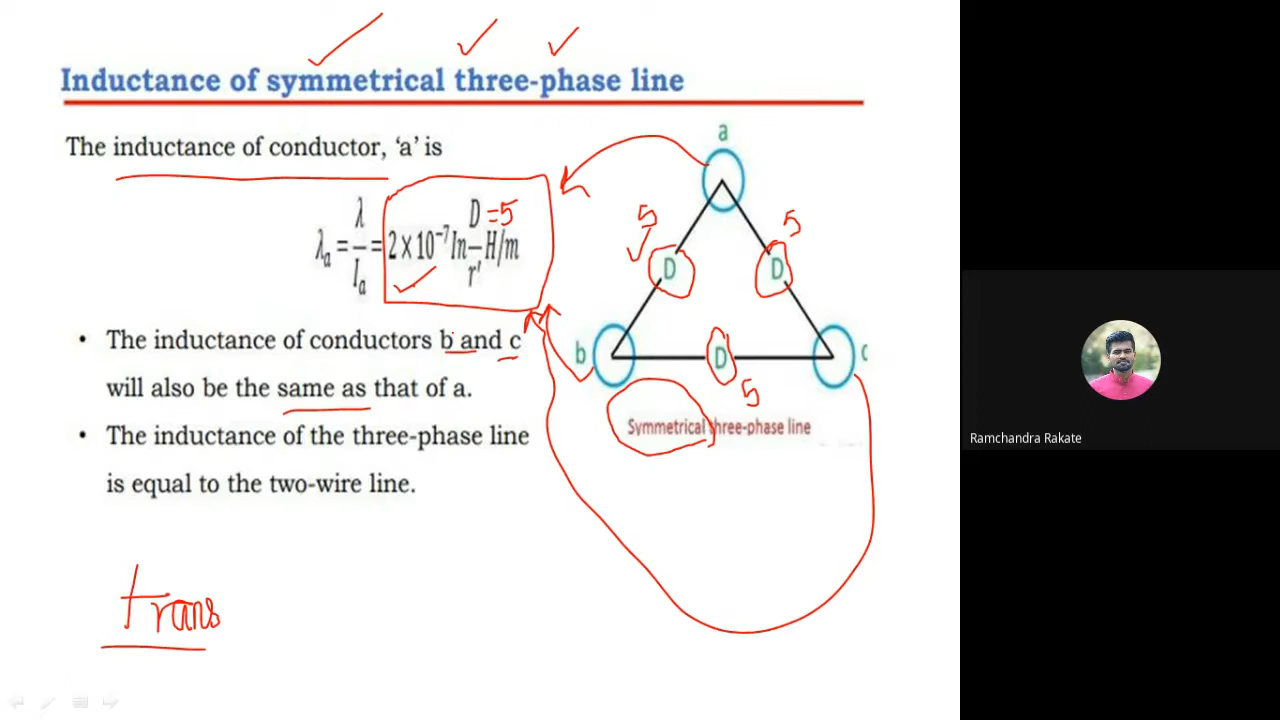 Inductance of symmetrical three-phase line
The inductance of conductor, ‘a’ is
λₐ = λ/Iₐ = 2 × 10⁻⁷ In D/r' H/m
=5
• The inductance of conductors b and c
will also be the same as that of a.
• The inductance of the three-phase line
is equal to the two-wire line.
trans
a
5
5
D
D
b
D
c
5
Symmetrical three-phase line
Ramchandra Rakate